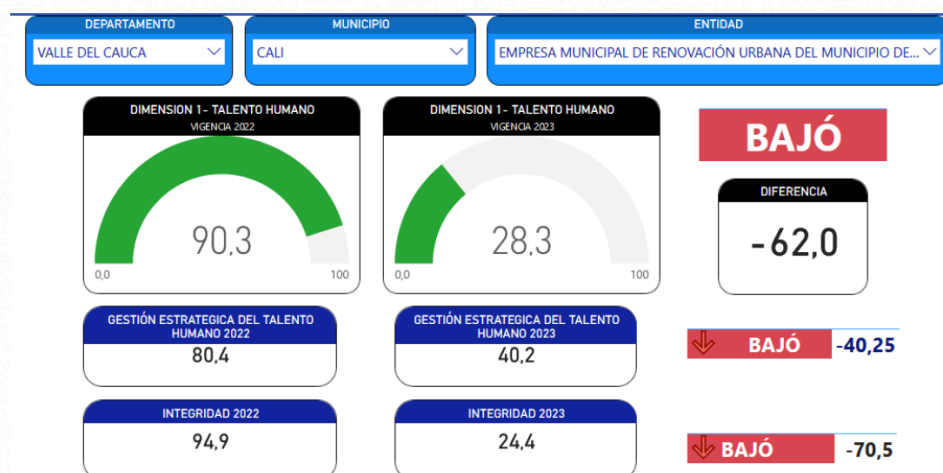 DEPARTAMENTO
VALLE DEL CAUCA
MUNICIPIO
CALI
ENTIDAD
EMPRESA MUNICIPAL DE RENOVACIÓN URBANA DEL MUNICIPIO DE...
DIMENSION 1- TALENTO HUMANO
VIGENCIA 2022
90,3
0,0
100
DIMENSION 1- TALENTO HUMANO
VIGENCIA 2023
28,3
0,0
100
BAJÓ
DIFERENCIA
-62,0
GESTIÓN ESTRATEGICA DEL TALENTO
HUMANO 2022
80,4
GESTIÓN ESTRATEGICA DEL TALENTO
HUMANO 2023
40,2
BAJÓ -40,25
INTEGRIDAD 2022
94,9
INTEGRIDAD 2023
24,4
BAJÓ -70,5